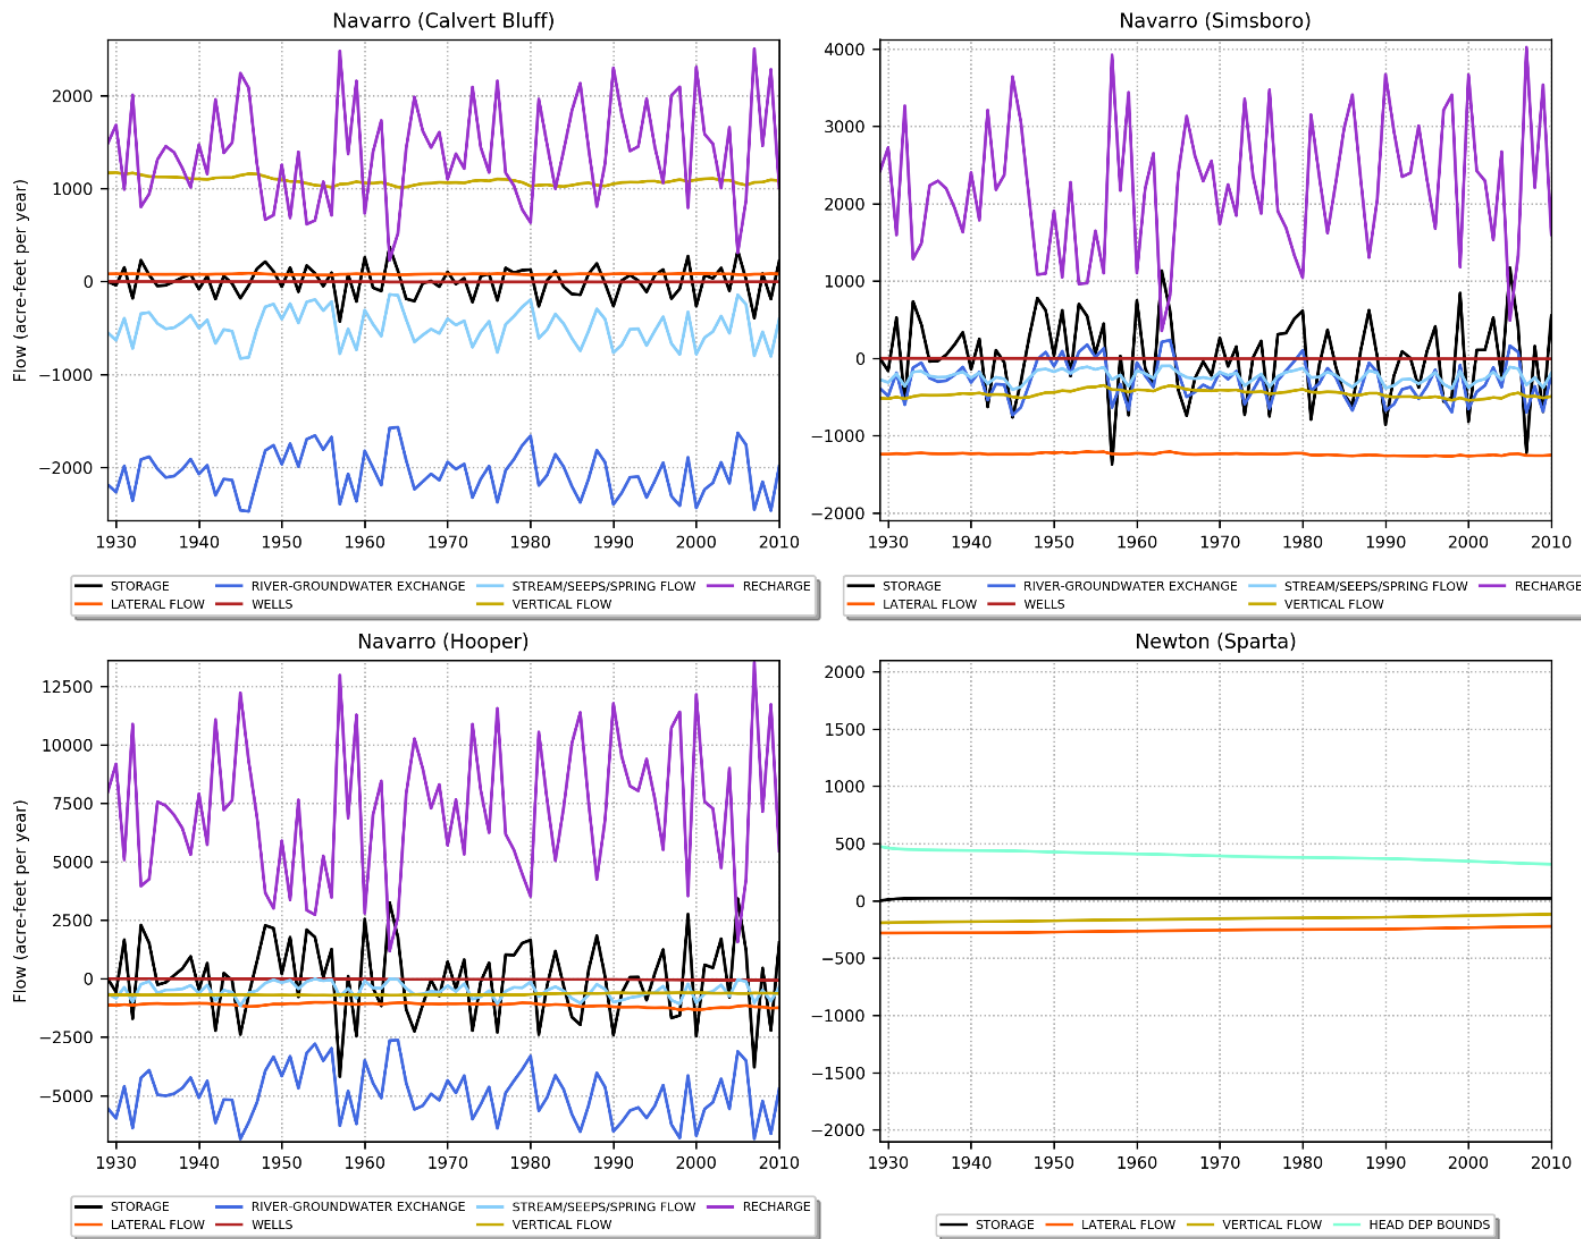 Navarro (Calvert Bluff)
Flow (acre-feet per year)
2000
1000
0
−1000
−2000
1930 1940 1950 1960 1970 1980 1990 2000 2010
STORAGE RIVER-GROUNDWATER EXCHANGE STREAM/SEEPS/SPRING FLOW RECHARGE
LATERAL FLOW WELLS VERTICAL FLOW
Navarro (Simsboro)
4000
3000
2000
1000
0
−1000
−2000
1930 1940 1950 1960 1970 1980 1990 2000 2010
STORAGE RIVER-GROUNDWATER EXCHANGE STREAM/SEEPS/SPRING FLOW RECHARGE
LATERAL FLOW WELLS VERTICAL FLOW
Navarro (Hooper)
Flow (acre-feet per year)
12500
10000
7500
5000
2500
0
−2500
−5000
1930 1940 1950 1960 1970 1980 1990 2000 2010
STORAGE RIVER-GROUNDWATER EXCHANGE STREAM/SEEPS/SPRING FLOW RECHARGE
LATERAL FLOW WELLS VERTICAL FLOW
Newton (Sparta)
2000
1500
1000
500
0
−500
−1000
−1500
−2000
1930 1940 1950 1960 1970 1980 1990 2000 2010
STORAGE LATERAL FLOW VERTICAL FLOW HEAD DEP BOUNDS